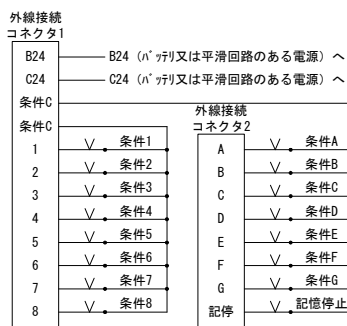 外線接続
コネクタ1
B24 B24 (バッテリ又は平滑回路のある電源) へ
C24 C24 (バッテリ又は平滑回路のある電源) へ
条件C
外線接続
コネクタ2
条件C
1 条件1 A 条件A
2 条件2 B 条件B
3 条件3 C 条件C
4 条件4 D 条件D
5 条件5 E 条件E
6 条件6 F 条件F
7 条件7 G 条件G
8 条件8 記停 記憶停止